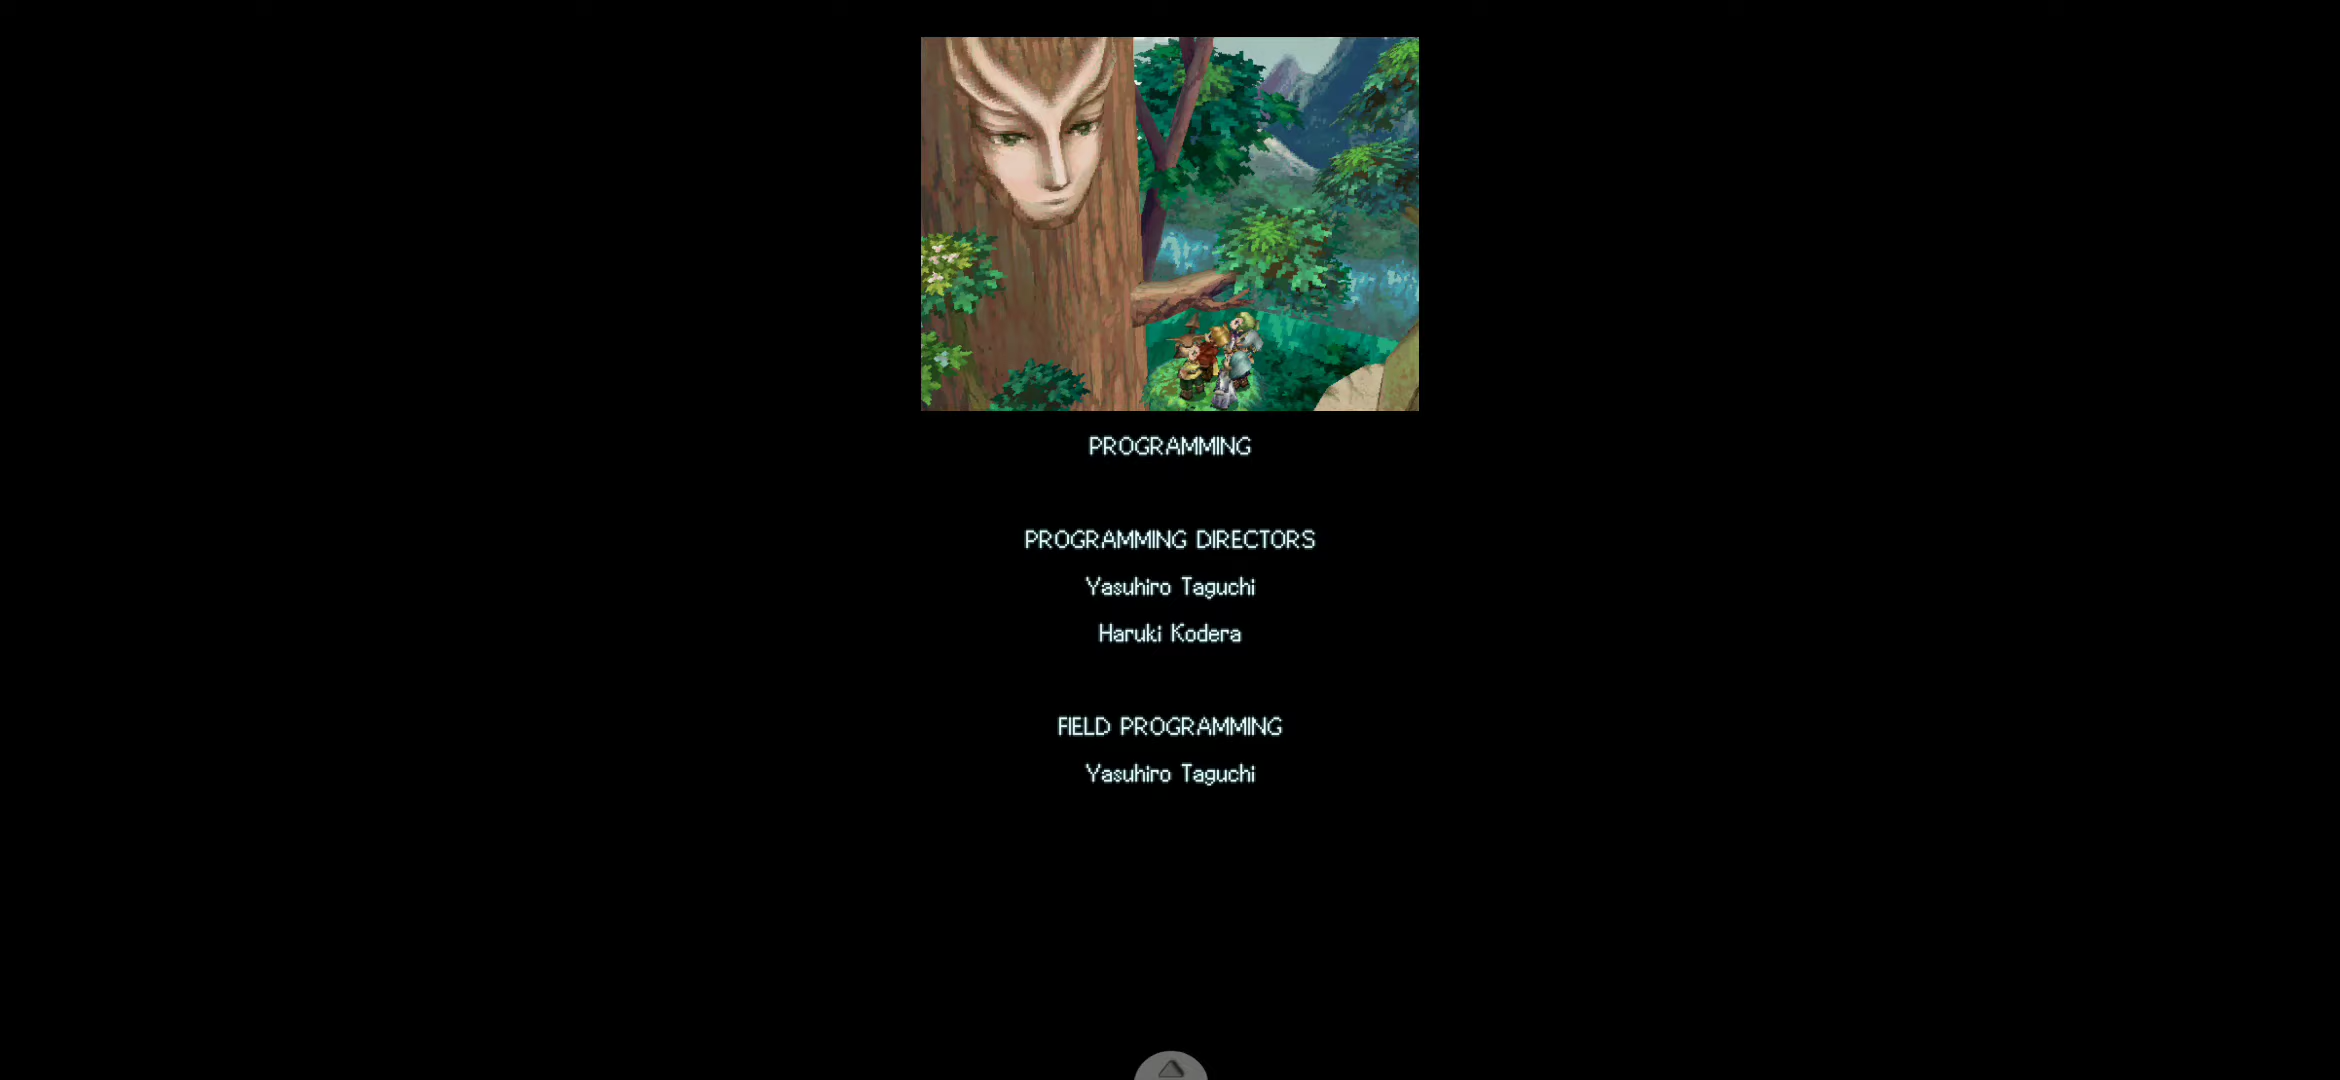 PROGRAMMING
PROGRAMMING DIRECTORS
Yasuhiro Taguchi
Haruki Kodera
FIELD PROGRAMMING
Yasuhiro Taguchi